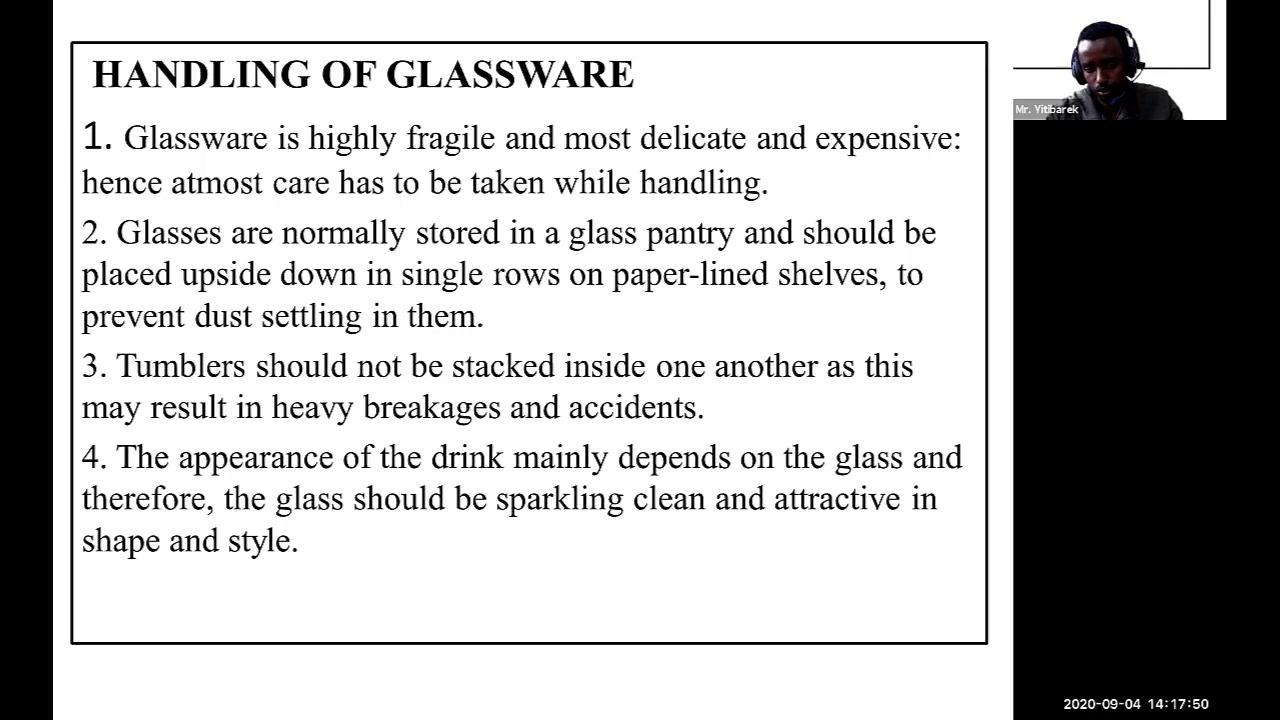 HANDLING OF GLASSWARE
1. Glassware is highly fragile and most delicate and expensive:
hence atmost care has to be taken while handling.
2. Glasses are normally stored in a glass pantry and should be
placed upside down in single rows on paper-lined shelves, to
prevent dust settling in them.
3. Tumblers should not be stacked inside one another as this
may result in heavy breakages and accidents.
4. The appearance of the drink mainly depends on the glass and
therefore, the glass should be sparkling clean and attractive in
shape and style.
Mr. Yitibarek
2020-09-04 14:17:50